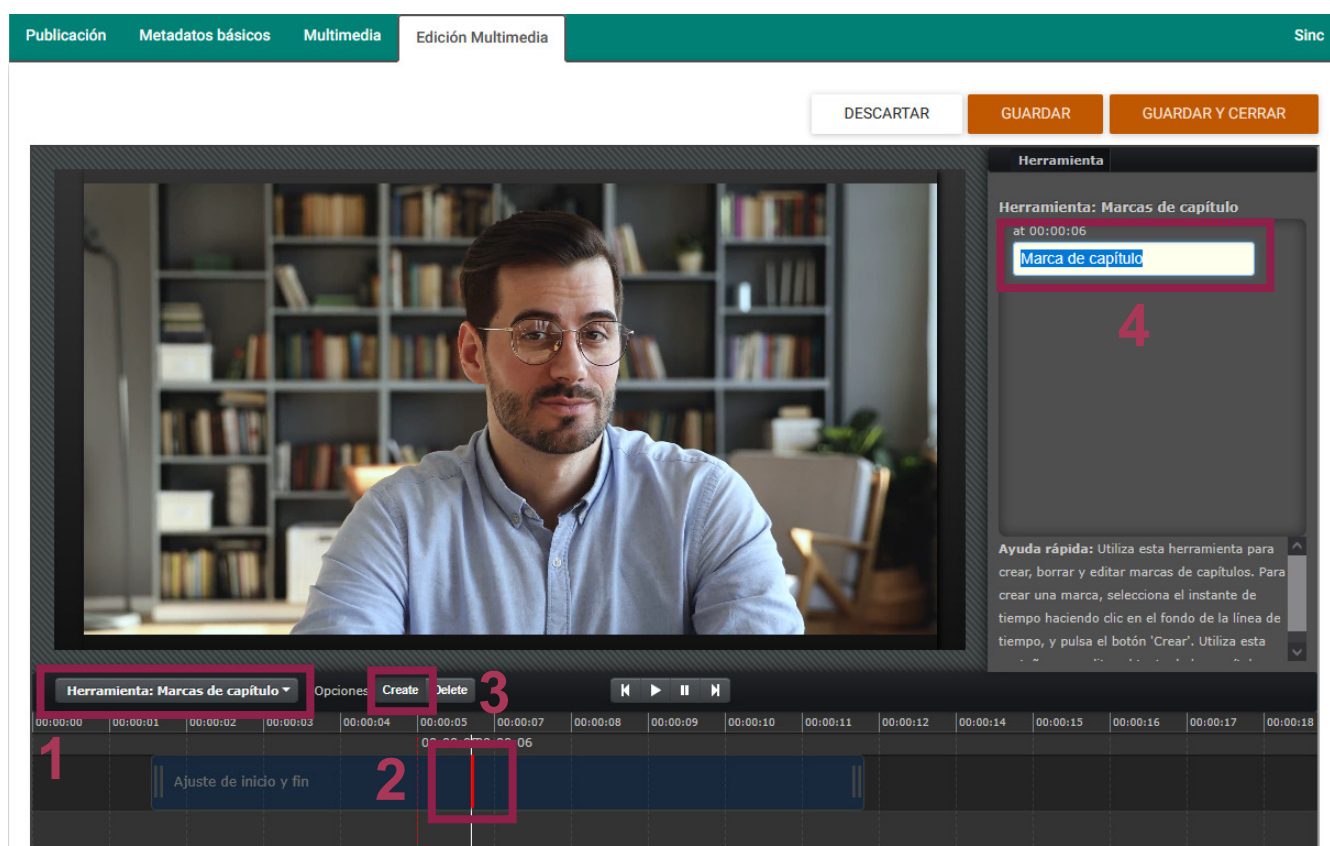 Publicación Metadatos básicos Multimedia Edición Multimedia Sinc
DESCARTAR GUARDAR GUARDAR Y CERRAR
Herramienta
Herramienta: Marcas de capítulo
at 00:00:06
Marca de capítulo
4
Ayuda rápida: Utiliza esta herramienta para
crear, borrar y editar marcas de capítulos. Para
crear una marca, selecciona el instante de
tiempo haciendo clic en el fondo de la línea de
tiempo, y pulsa el botón 'Crear'. Utiliza esta
Herramienta: Marcas de capítulo Opciones Create Delete 3
00:00:00 00:00:01 00:00:02 00:00:03 00:00:04 00:00:05 00:00:07 00:00:08 00:00:09 00:00:10 00:00:11 00:00:12 00:00:14 00:00:15 00:00:16 00:00:17 00:00:18
1
Ajuste de inicio y fin 2